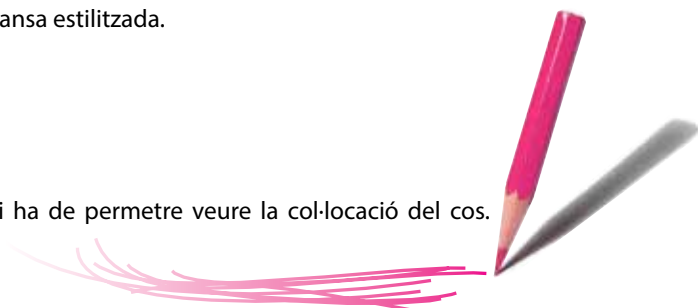 ansa estilitzada.
i ha de permetre veure la col·locació del cos.